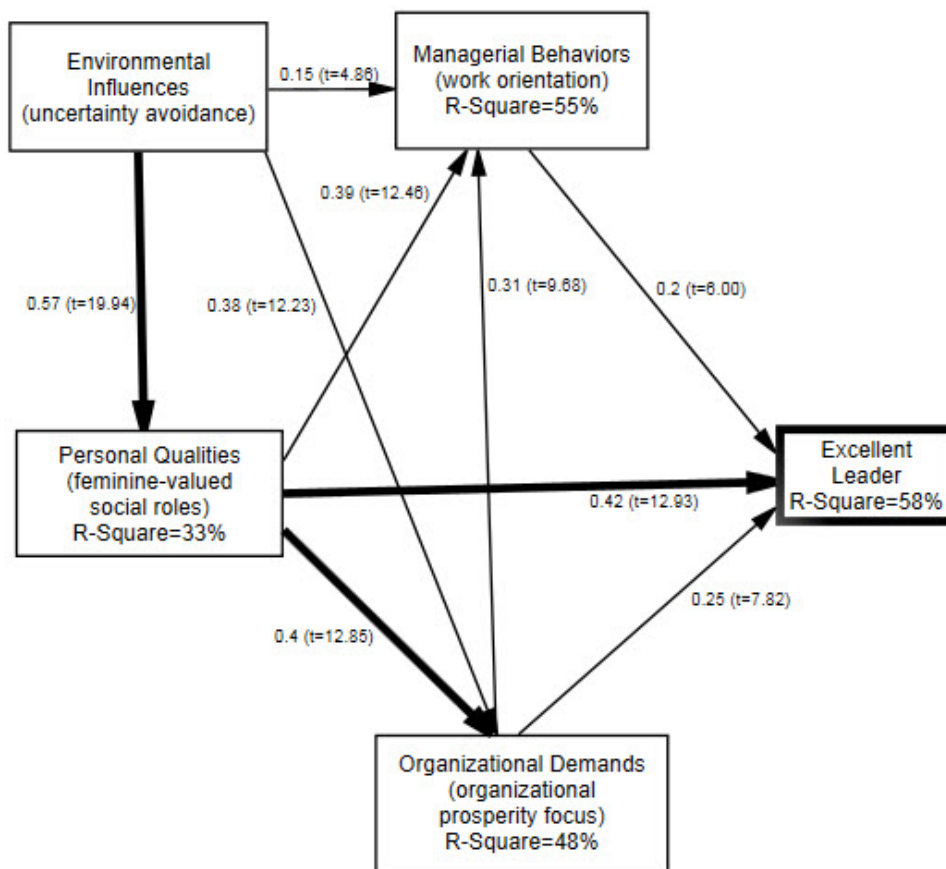 Environmental
Influences
(uncertainty avoidance)
0.15 (t=4.86)
Managerial Behaviors
(work orientation)
R-Square=55%
0.39 (t=12.46)
0.57 (t=19.94)
0.38 (t=12.23)
0.31 (t=9.68)
0.2 (t=6.00)
Personal Qualities
(feminine-valued
social roles)
R-Square=33%
0.42 (t=12.93)
Excellent
Leader
R-Square=58%
0.4 (t=12.85)
0.25 (t=7.82)
Organizational Demands
(organizational
prosperity focus)
R-Square=48%